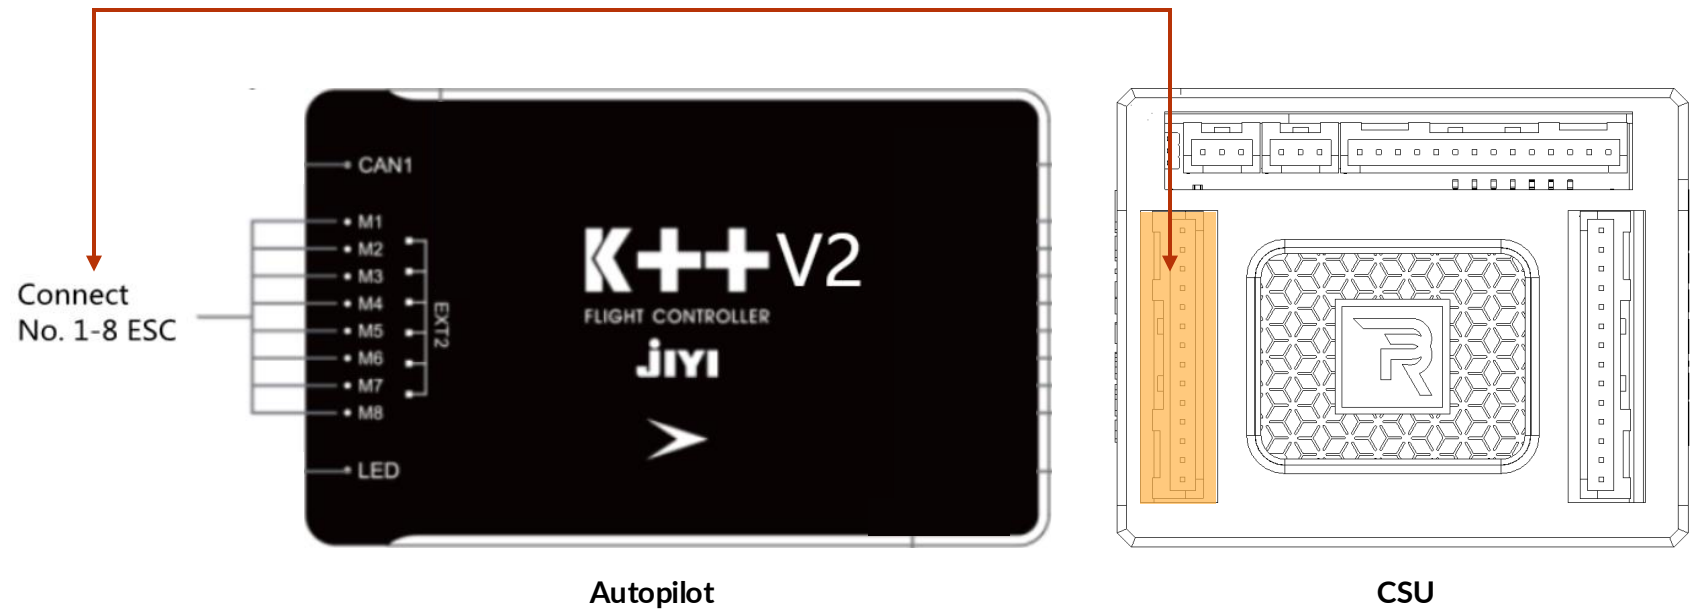 CAN1
M1
M2
M3
M4
M5
M6
M7
M8
EXT2
LED
Connect
No. 1-8 ESC
K++V2
FLIGHT CONTROLLER
JIYI
R
Autopilot
CSU